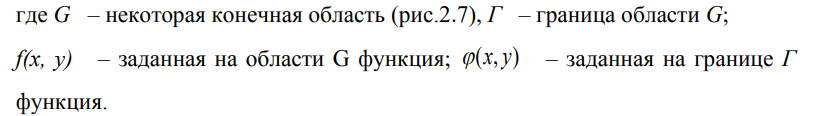 где G – некоторая конечная область (рис.2.7), Г – граница области G;
f(x, y) – заданная на области G функция; φ(x, y) – заданная на границе Г
функция.